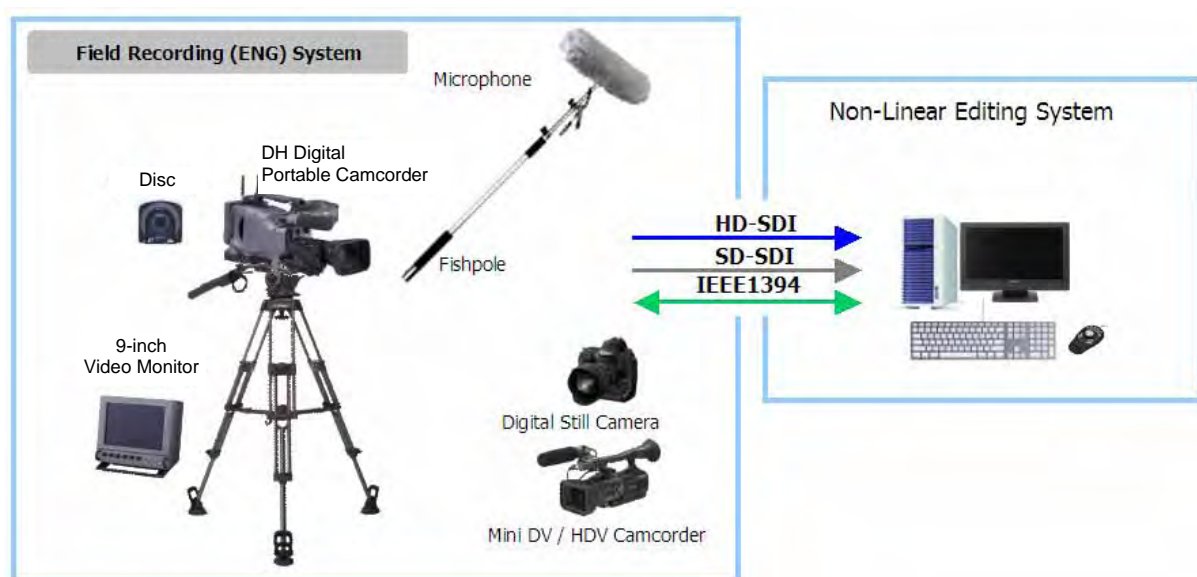 Field Recording (ENG) System
Microphone
DH Digital
Portable Camcorder
Disc
Fishpole
9-inch
Video Monitor
Digital Still Camera
Mini DV / HDV Camcorder
HD-SDI
SD-SDI
IEEE1394
Non-Linear Editing System